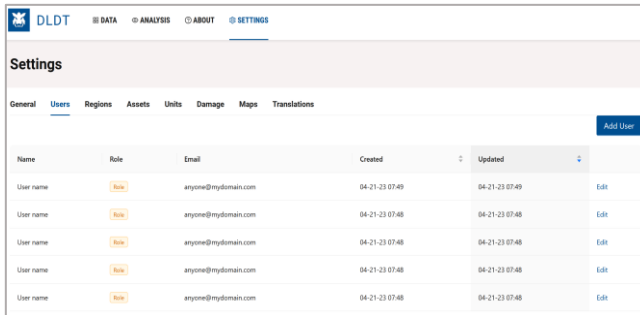 DLDT DATA ANALYSIS ABOUT SETTINGS
Settings
General Users Regions Assets Units Damage Maps Translations
Add User
Name Role Email Created Updated
User name Role anyone@mydomain.com 04-21-23 07:49 04-21-23 07:49 Edit
User name Role anyone@mydomain.com 04-21-23 07:48 04-21-23 07:48 Edit
User name Role anyone@mydomain.com 04-21-23 07:48 04-21-23 07:48 Edit
User name Role anyone@mydomain.com 04-21-23 07:48 04-21-23 07:48 Edit
User name Role anyone@mydomain.com 04-21-23 07:48 04-21-23 07:48 Edit